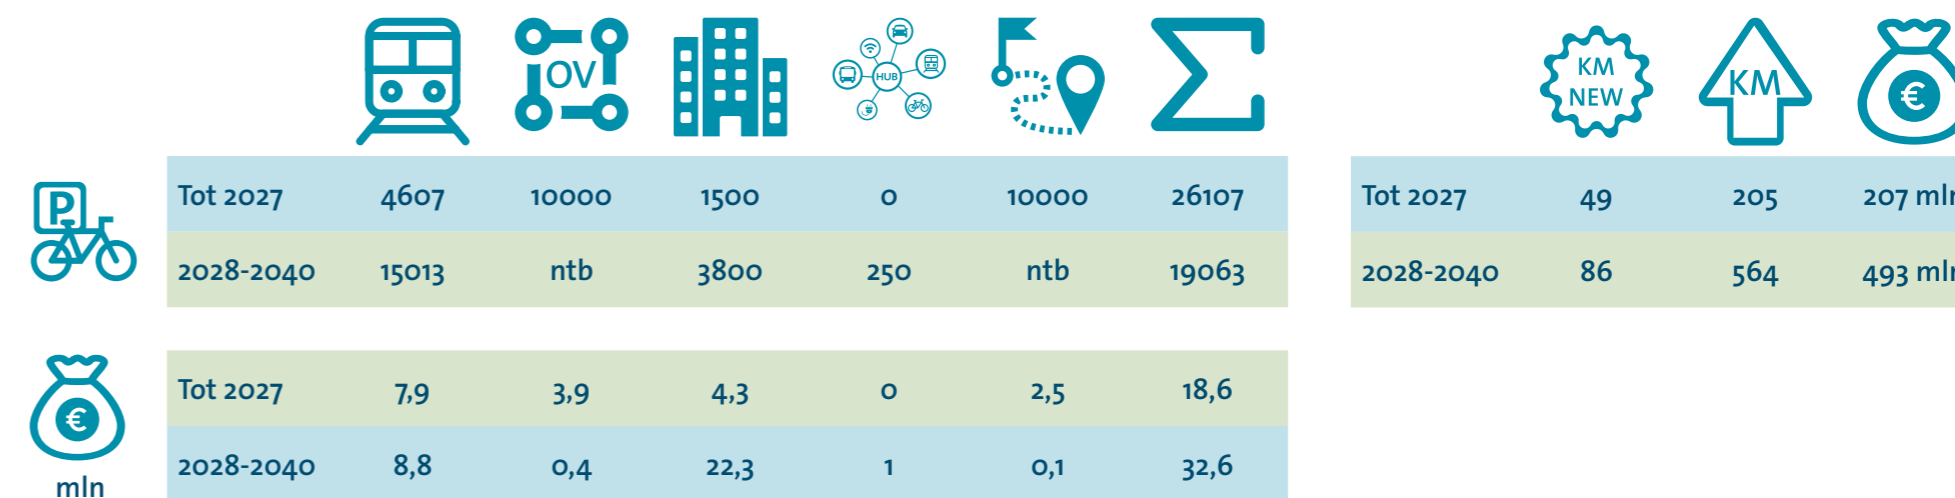 OV
HUB
KM
NEW
KM
€
P
Tot 2027 4607 10000 1500 0 10000 26107
2028-2040 15013 ntb 3800 250 ntb 19063
Tot 2027 49 205 207 mln
2028-2040 86 564 493 mln
€
mln
Tot 2027 7,9 3,9 4,3 0 2,5 18,6
2028-2040 8,8 0,4 22,3 1 0,1 32,6